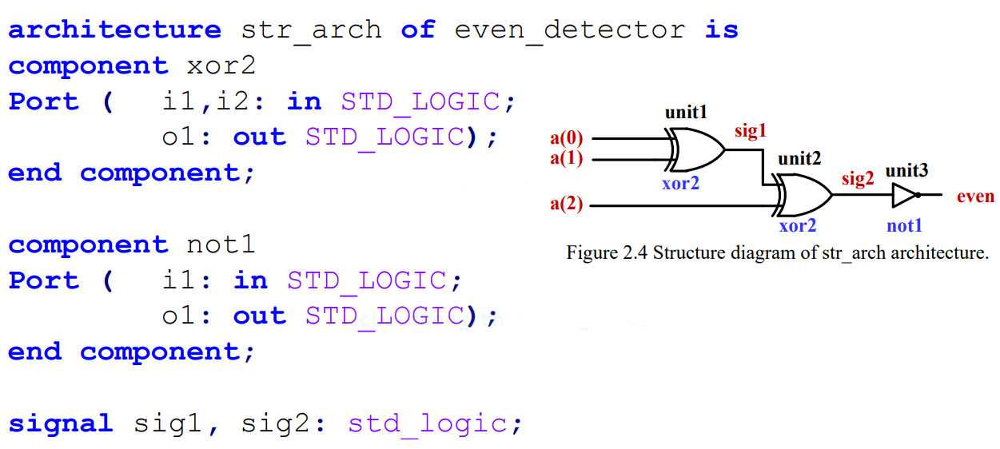 architecture str_arch of even_detector is
component xor2
Port (   i1,i2: in STD_LOGIC;
         o1: out STD_LOGIC);
end component;
component not1
Port (   i1: in STD_LOGIC;
         o1: out STD_LOGIC);
end component;
signal sig1, sig2: std_logic;
unit1
a(0)
sig1
a(1)
unit2
xor2
sig2
unit3
a(2)
even
xor2
not1
Figure 2.4 Structure diagram of str_arch architecture.